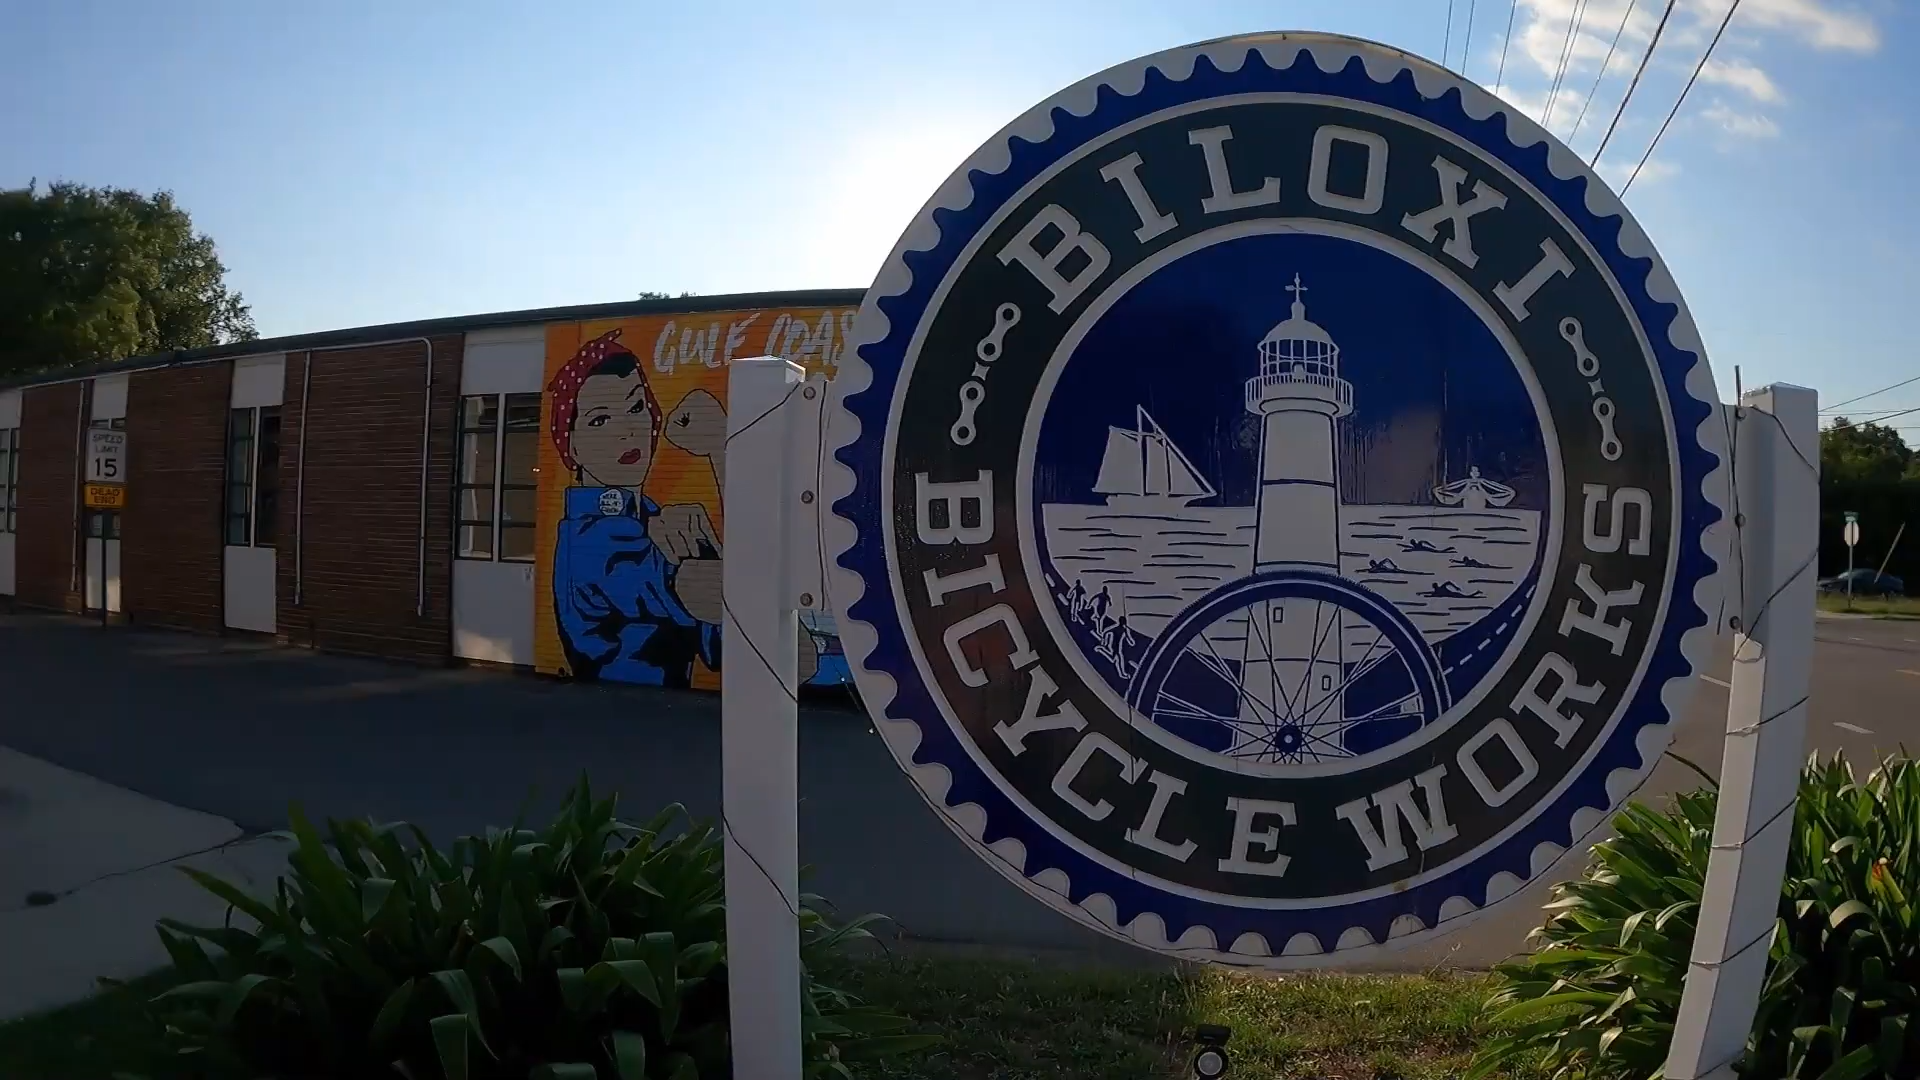 BILOXI
BICYCLE WORKS
GULF COAS
SPEED
LIMIT
15
DEAD
END